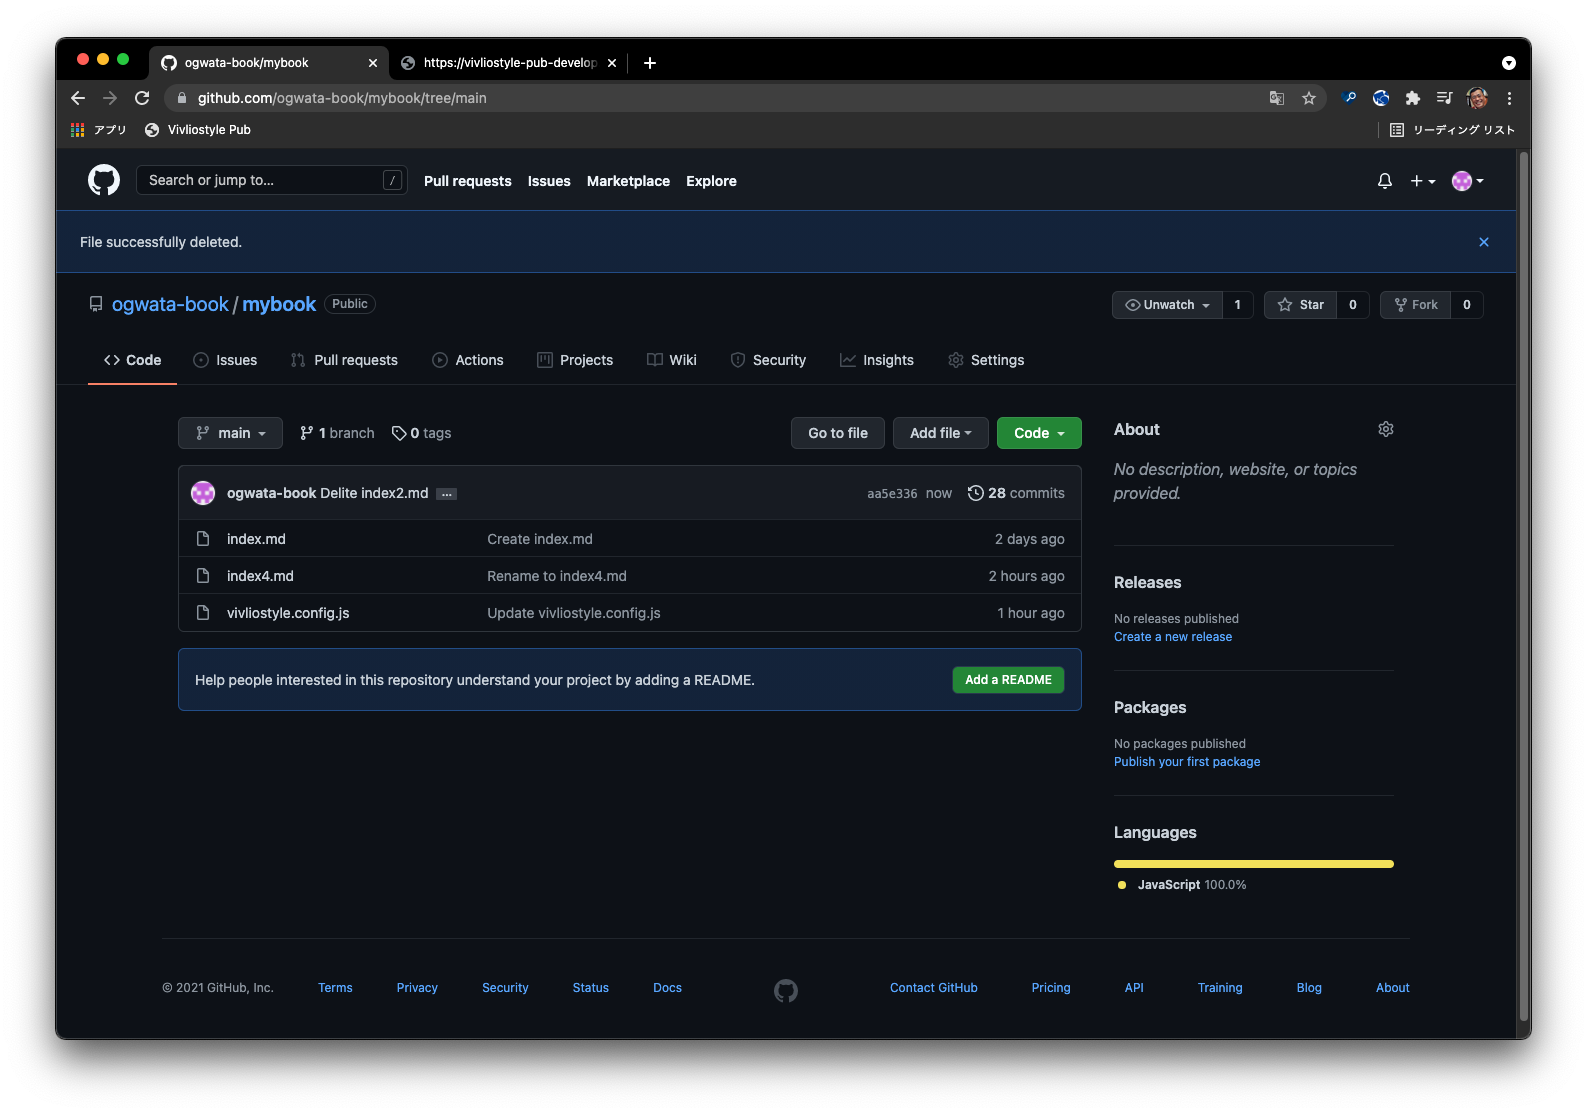 ogwata-book/mybook
https://vivliostyle-pub-develop
github.com/ogwata-book/mybook/tree/main
アプリ Vivliostyle Pub リーディング リスト
Search or jump to... / Pull requests Issues Marketplace Explore
File successfully deleted.
ogwata-book / mybook Public Unwatch 1 Star 0 Fork 0
Code Issues Pull requests Actions Projects Wiki Security Insights Settings
main 1 branch 0 tags Go to file Add file Code
ogwata-book Delite index2.md ... aa5e336 now 28 commits
index.md Create index.md 2 days ago
index4.md Rename to index4.md 2 hours ago
vivliostyle.config.js Update vivliostyle.config.js 1 hour ago
Help people interested in this repository understand your project by adding a README. Add a README
About
No description, website, or topics
provided.
Releases
No releases published
Create a new release
Packages
No packages published
Publish your first package
Languages
JavaScript 100.0%
© 2021 GitHub, Inc. Terms Privacy Security Status Docs Contact GitHub Pricing API Training Blog About